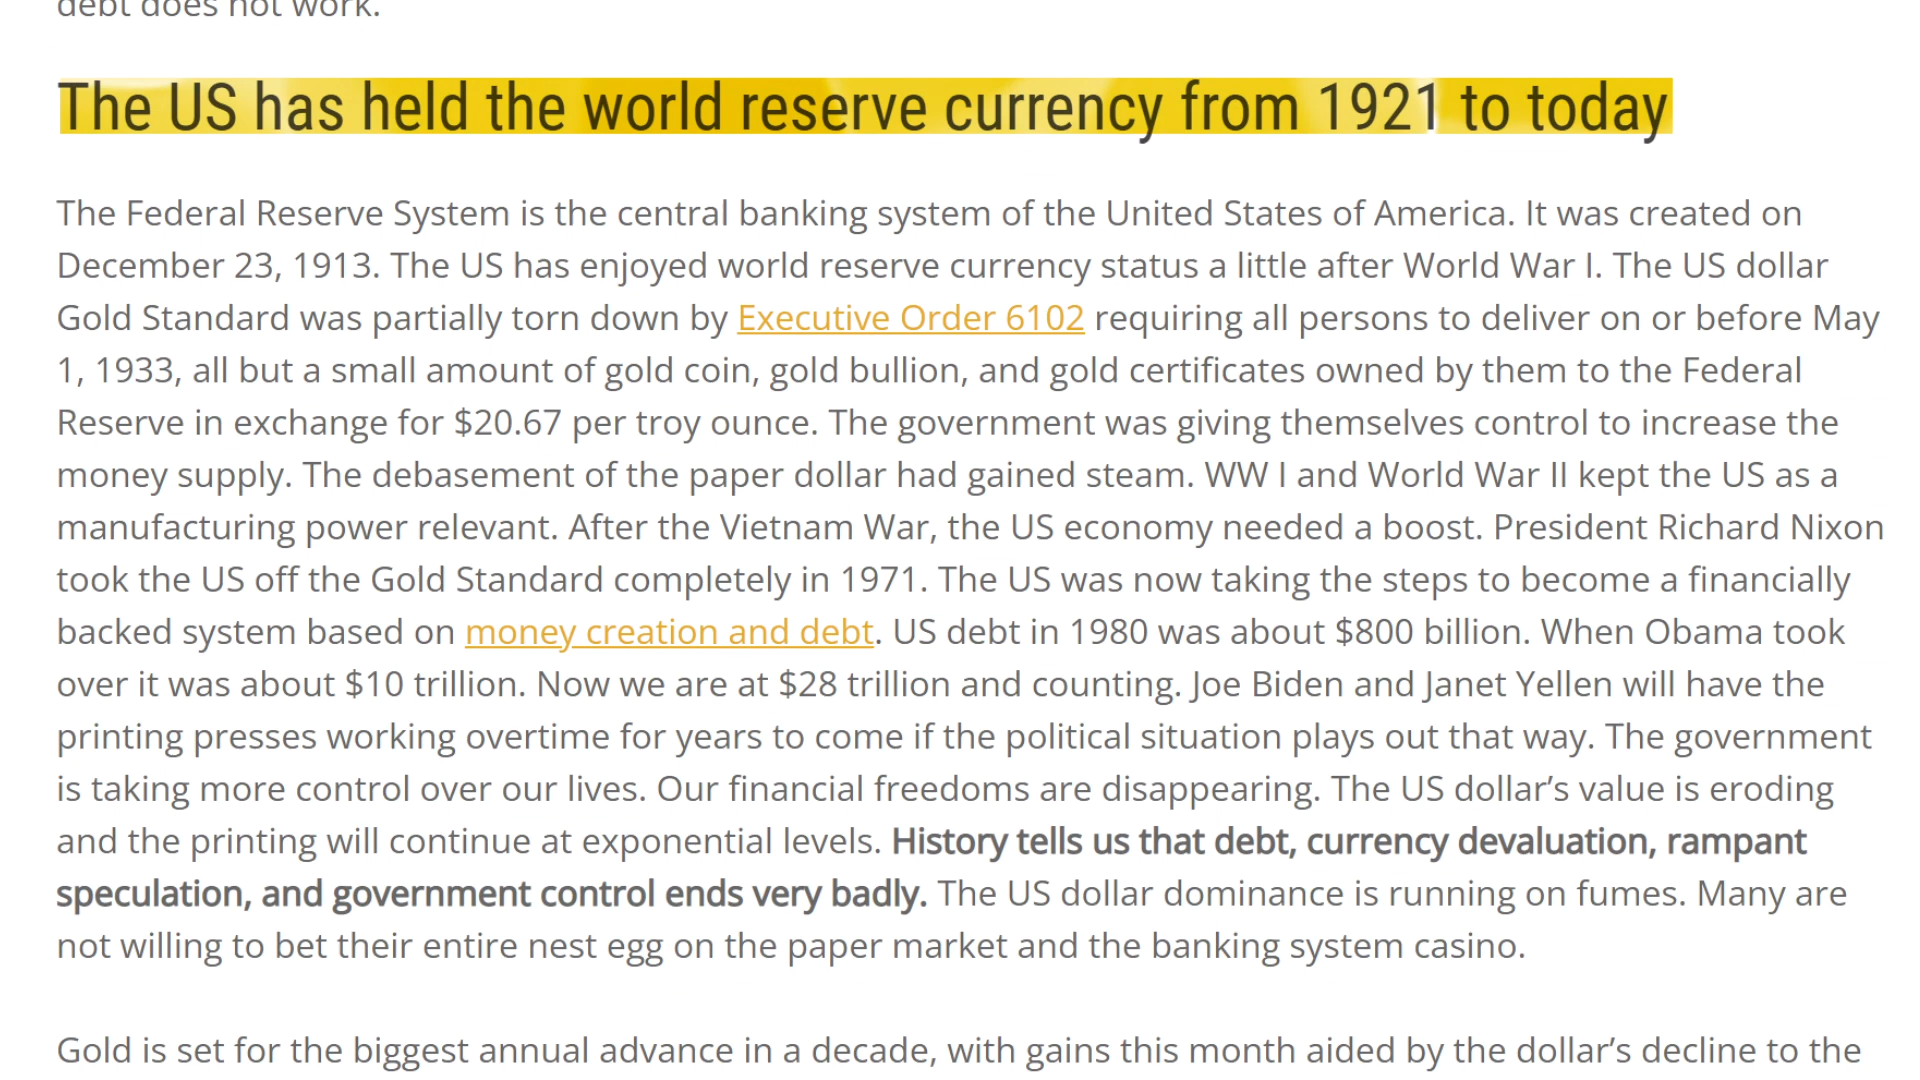 debt does not work.
The US has held the world reserve currency from 1921 to today
The Federal Reserve System is the central banking system of the United States of America. It was created on
December 23, 1913. The US has enjoyed world reserve currency status a little after World War I. The US dollar
Gold Standard was partially torn down by Executive Order 6102 requiring all persons to deliver on or before May
1, 1933, all but a small amount of gold coin, gold bullion, and gold certificates owned by them to the Federal
Reserve in exchange for $20.67 per troy ounce. The government was giving themselves control to increase the
money supply. The debasement of the paper dollar had gained steam. WW I and World War II kept the US as a
manufacturing power relevant. After the Vietnam War, the US economy needed a boost. President Richard Nixon
took the US off the Gold Standard completely in 1971. The US was now taking the steps to become a financially
backed system based on money creation and debt. US debt in 1980 was about $800 billion. When Obama took
over it was about $10 trillion. Now we are at $28 trillion and counting. Joe Biden and Janet Yellen will have the
printing presses working overtime for years to come if the political situation plays out that way. The government
is taking more control over our lives. Our financial freedoms are disappearing. The US dollar’s value is eroding
and the printing will continue at exponential levels. History tells us that debt, currency devaluation, rampant
speculation, and government control ends very badly. The US dollar dominance is running on fumes. Many are
not willing to bet their entire nest egg on the paper market and the banking system casino.
Gold is set for the biggest annual advance in a decade, with gains this month aided by the dollar’s decline to the